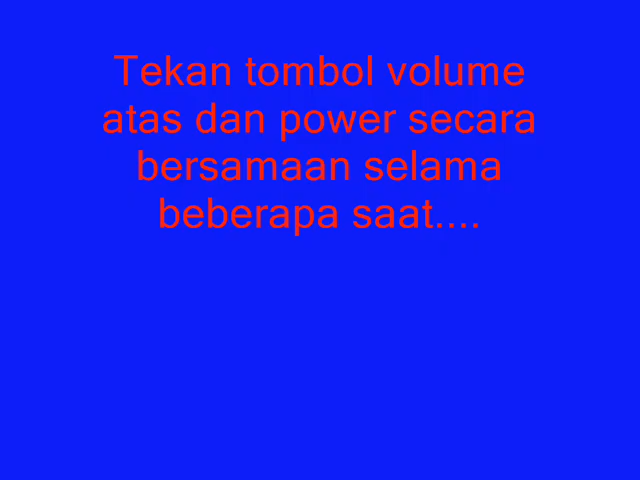 Tekan tombol volume
atas dan power secara
bersamaan selama
beberapa saat....